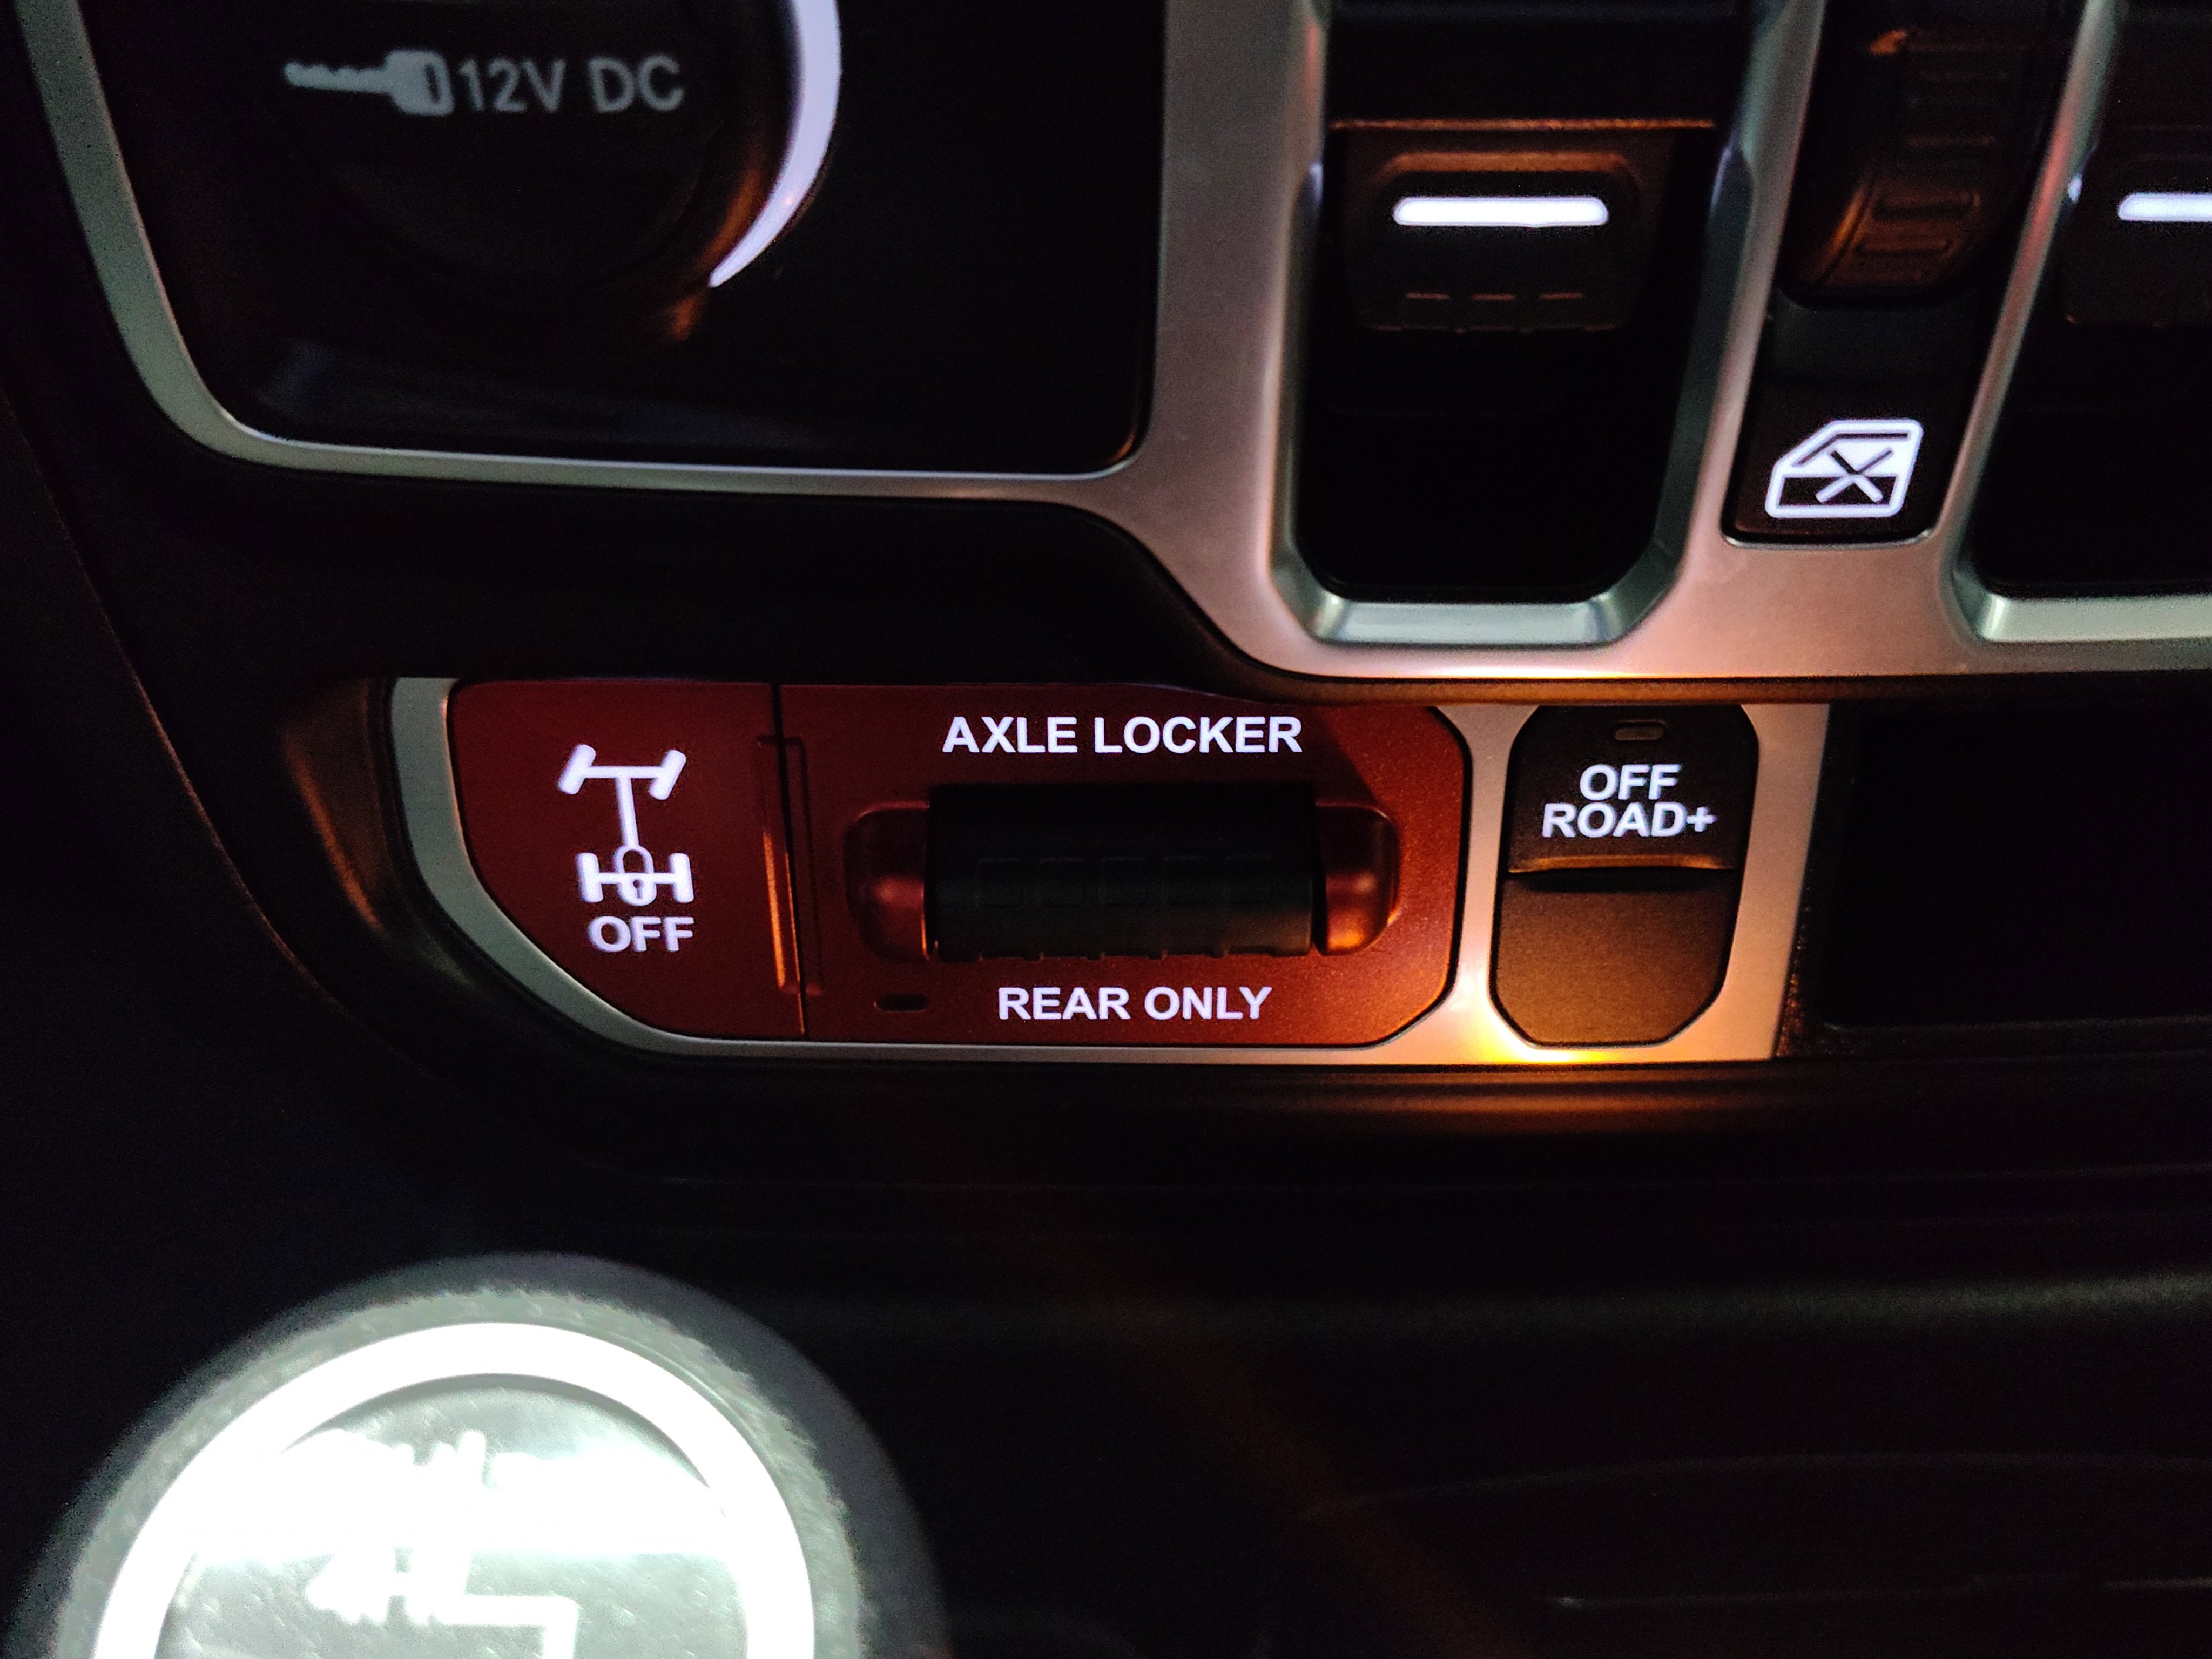 12V DC
AXLE LOCKER
OFF
ROAD+
OFF
REAR ONLY